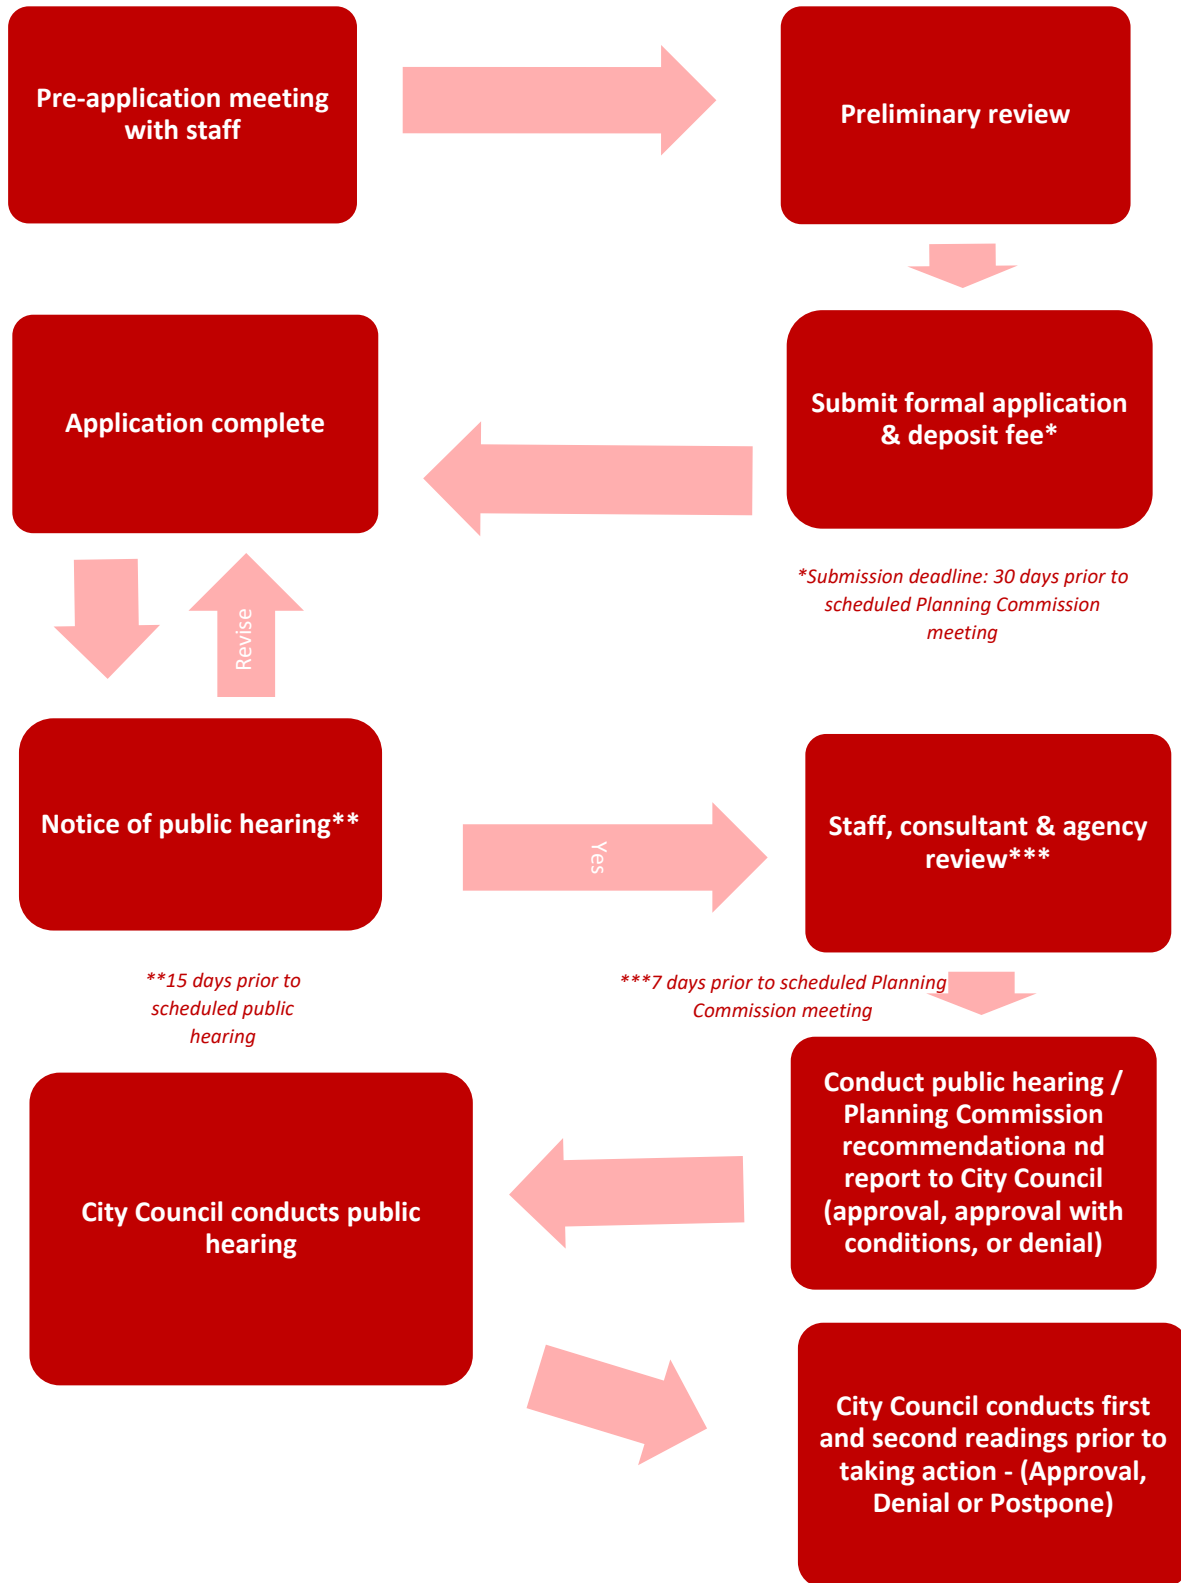 Pre-application meeting
with staff
Preliminary review
Submit formal application
& deposit fee*
*Submission deadline: 30 days prior to
scheduled Planning Commission
meeting
Application complete
Revise
Notice of public hearing**
**15 days prior to
scheduled public
hearing
Yes
Staff, consultant & agency
review***
***7 days prior to scheduled Planning
Commission meeting
Conduct public hearing /
Planning Commission
recommendationa nd
report to City Council
(approval, approval with
conditions, or denial)
City Council conducts public
hearing
City Council conducts first
and second readings prior to
taking action - (Approval,
Denial or Postpone)